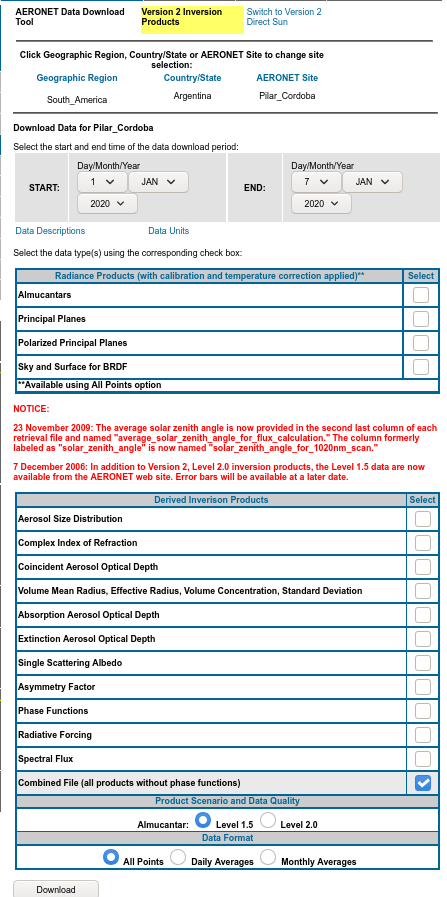 AERONET Data Download Tool
Version 2 Inversion Products
Switch to Version 2 Direct Sun
Click Geographic Region, Country/State or AERONET Site to change site
selection:
Geographic Region Country/State AERONET Site
South_America Argentina Pilar_Cordoba
Download Data for Pilar_Cordoba
Select the start and end time of the data download period:
START:
Day/Month/Year
1 JAN
2020
END:
Day/Month/Year
7 JAN
2020
Data Descriptions Data Units
Select the data type(s) using the corresponding check box:
Radiance Products (with calibration and temperature correction applied)** Select
Almucantars
Principal Planes
Polarized Principal Planes
Sky and Surface for BRDF
**Available using All Points option
NOTICE:
23 November 2009: The average solar zenith angle is now provided in the second last column of each
retrieval file and named "average_solar_zenith_angle_for_flux_calculation." The column formerly
labeled as "solar_zenith_angle" is now named "solar_zenith_angle_for_1020nm_scan."
7 December 2006: In addition to Version 2, Level 2.0 inversion products, the Level 1.5 data are now
available from the AERONET web site. Error bars will be available at a later date.
Derived Inverison Products Select
Aerosol Size Distribution
Complex Index of Refraction
Coincident Aerosol Optical Depth
Volume Mean Radius, Effective Radius, Volume Concentration, Standard Deviation
Absorption Aerosol Optical Depth
Extinction Aerosol Optical Depth
Single Scattering Albedo
Asymmetry Factor
Phase Functions
Radiative Forcing
Spectral Flux
Combined File (all products without phase functions)
Product Scenario and Data Quality
Almucantar: Level 1.5 Level 2.0
Data Format
All Points Daily Averages Monthly Averages
Download